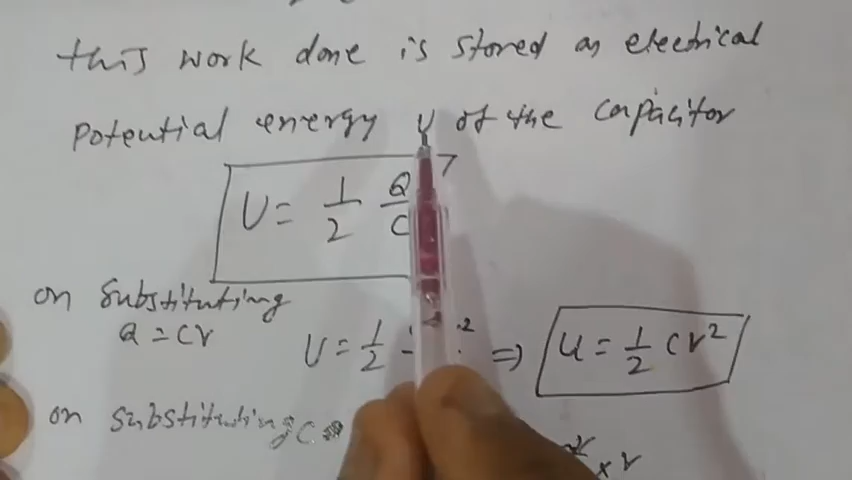 this work done is stored as electrical
potential energy U of the capacitor
U = 1/2 Q/C
on substituting
Q = CV
U = 1/2
2 ⇒ U = 1/2 CV²
on substituting C
× V